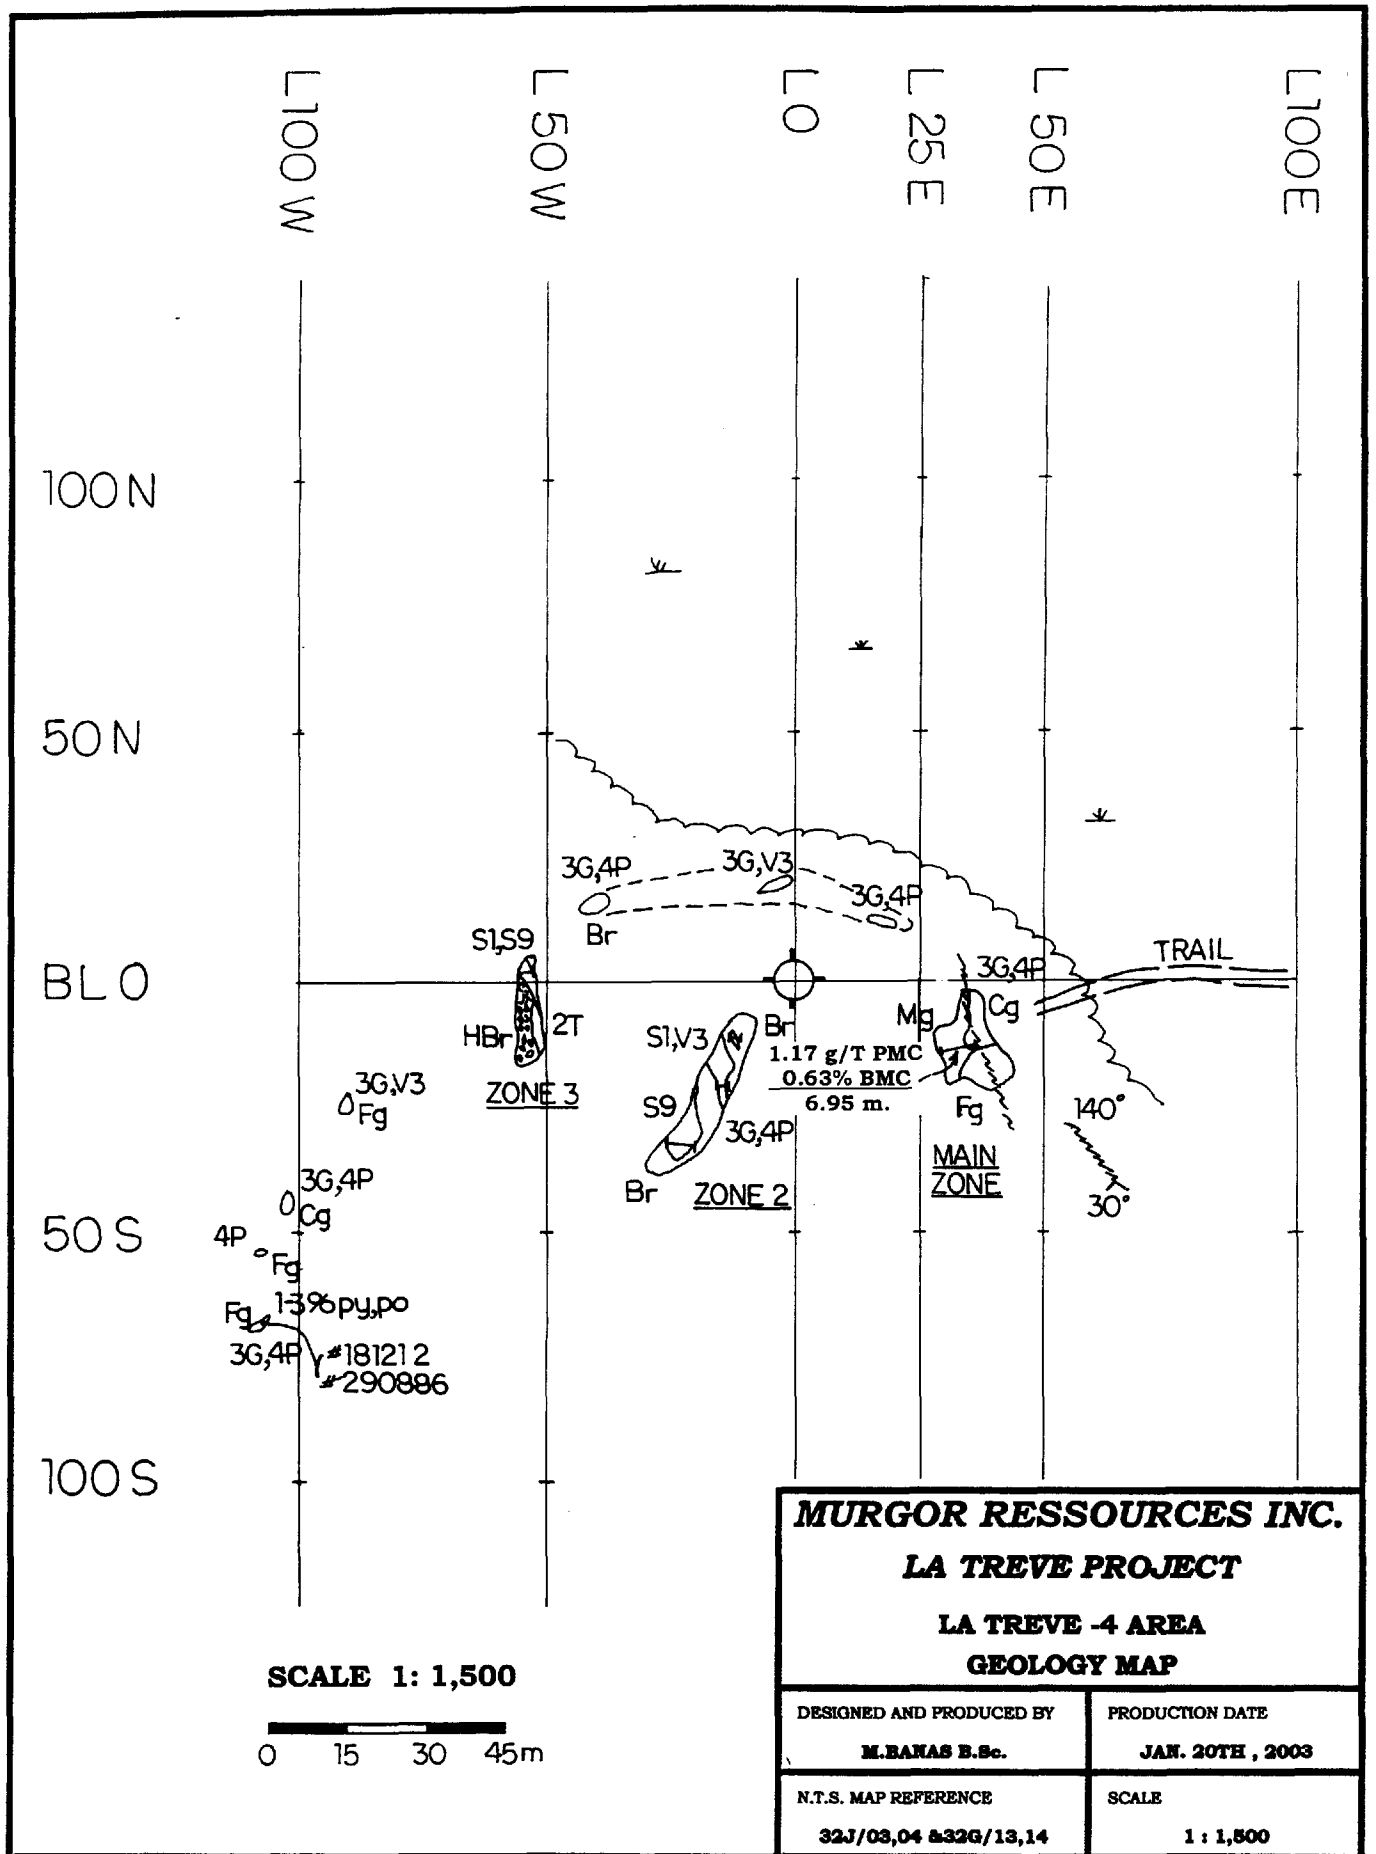 L100W
L 50W
L0
L 25E
L 50E
L100E
100N
50N
3G,4P
3G,V3
3G,4P
Br
S1,S9
TRAIL
BL 0
3G,4P
Mg
Cg
HBr
2T
S1,V3
Br
1.17 g/T PMC
0.63% BMC
6.95 m.
ZONE 3
3G,V3
Fg
S9
3G,4P
Fg
140°
MAIN
ZONE
3G,4P
Cg
Br
ZONE 2
30°
50S
4P
Fg
Fg
1-3%py,po
3G,4P
#181212
#290886
100S
SCALE 1: 1,500
0 15 30 45m
MURGOR RESSOURCES INC.
LA TREVE PROJECT
LA TREVE -4 AREA
GEOLOGY MAP
DESIGNED AND PRODUCED BY
M.BANAS B.Sc.
PRODUCTION DATE
JAN. 20TH , 2003
N.T.S. MAP REFERENCE
32J/03,04 &32G/13,14
SCALE
1 : 1,500